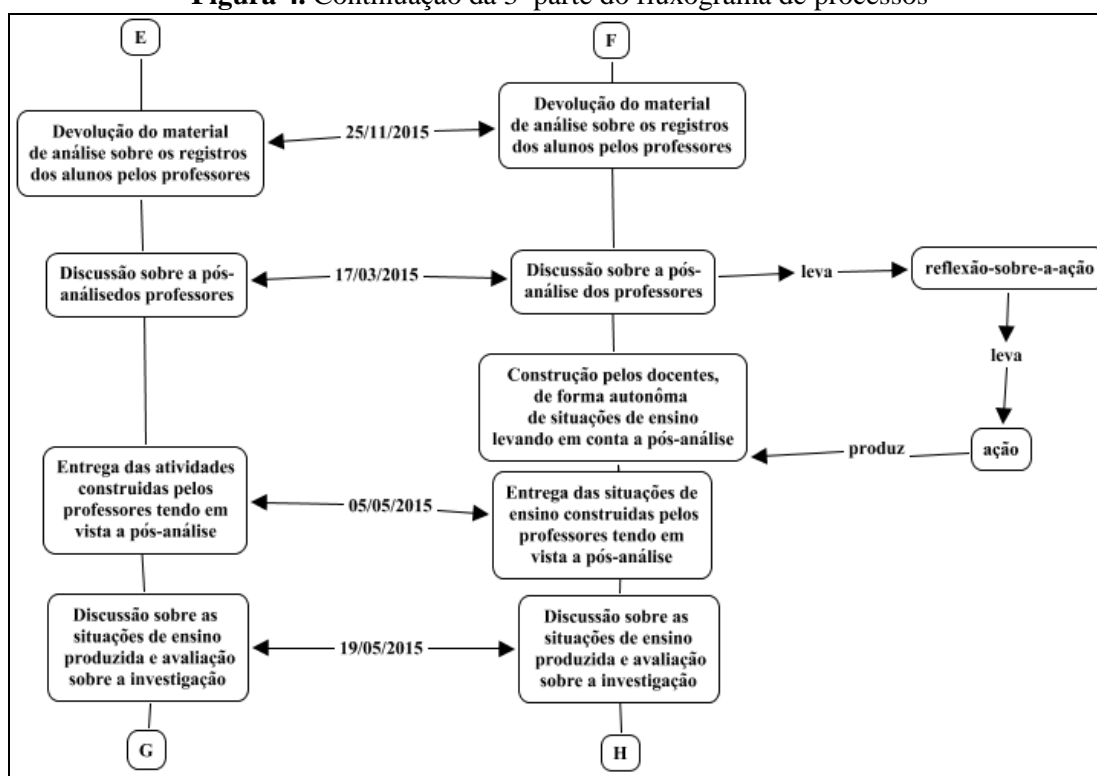 Figura 4. Continuação da 3ª parte do fluxograma de processos
E
F
Devolução do material
de análise sobre os registros
dos alunos pelos professores
25/11/2015
Devolução do material
de análise sobre os registros
dos alunos pelos professores
Discussão sobre a pós-
análisedos professores
17/03/2015
Discussão sobre a pós-
análise dos professores
leva
reflexão-sobre-a-ação
leva
Construção pelos docentes,
de forma autonôma
de situações de ensino
levando em conta a pós-análise
produz
ação
Entrega das atividades
construidas pelos
professores tendo em
vista a pós-análise
05/05/2015
Entrega das situações de
ensino construidas pelos
professores tendo em
vista a pós-análise
Discussão sobre as
situações de ensino
produzida e avaliação
sobre a investigação
19/05/2015
Discussão sobre as
situações de ensino
produzida e avaliação
sobre a investigação
G
H